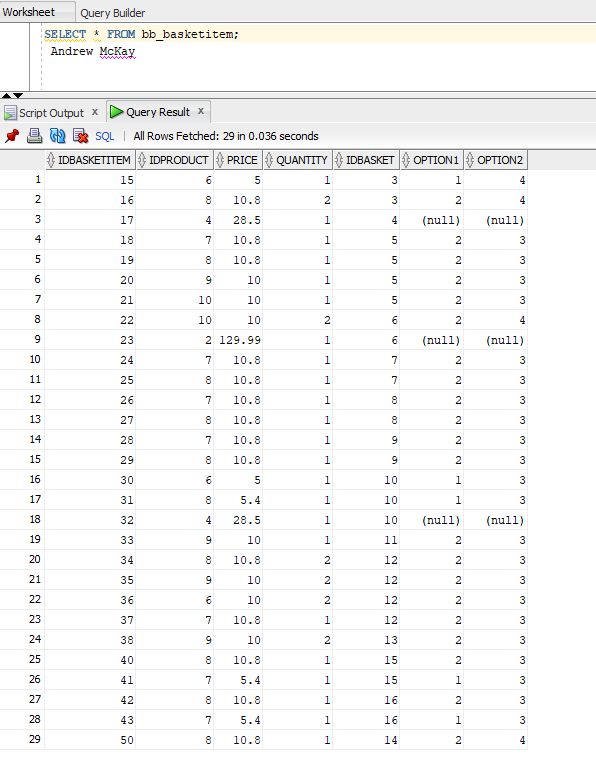 Worksheet Query Builder
SELECT * FROM bb_basketitem;
Andrew McKay
Script Output x Query Result x
SQL | All Rows Fetched: 29 in 0.036 seconds
IDBASKETITEM IDPRODUCT PRICE QUANTITY IDBASKET OPTION1 OPTION2
1 15 6 5 1 3 1 4
2 16 8 10.8 2 3 2 4
3 17 4 28.5 1 4 (null) (null)
4 18 7 10.8 1 5 2 3
5 19 8 10.8 1 5 2 3
6 20 9 10 1 5 2 3
7 21 10 10 1 5 2 3
8 22 10 10 2 6 2 4
9 23 2 129.99 1 6 (null) (null)
10 24 7 10.8 1 7 2 3
11 25 8 10.8 1 7 2 3
12 26 7 10.8 1 8 2 3
13 27 8 10.8 1 8 2 3
14 28 7 10.8 1 9 2 3
15 29 8 10.8 1 9 2 3
16 30 6 5 1 10 1 3
17 31 8 5.4 1 10 1 3
18 32 4 28.5 1 10 (null) (null)
19 33 9 10 1 11 2 3
20 34 8 10.8 2 12 2 3
21 35 9 10 2 12 2 3
22 36 6 10 2 12 2 3
23 37 7 10.8 1 12 2 3
24 38 9 10 2 13 2 3
25 40 8 10.8 1 15 2 3
26 41 7 5.4 1 15 1 3
27 42 8 10.8 1 16 2 3
28 43 7 5.4 1 16 1 3
29 50 8 10.8 1 14 2 4